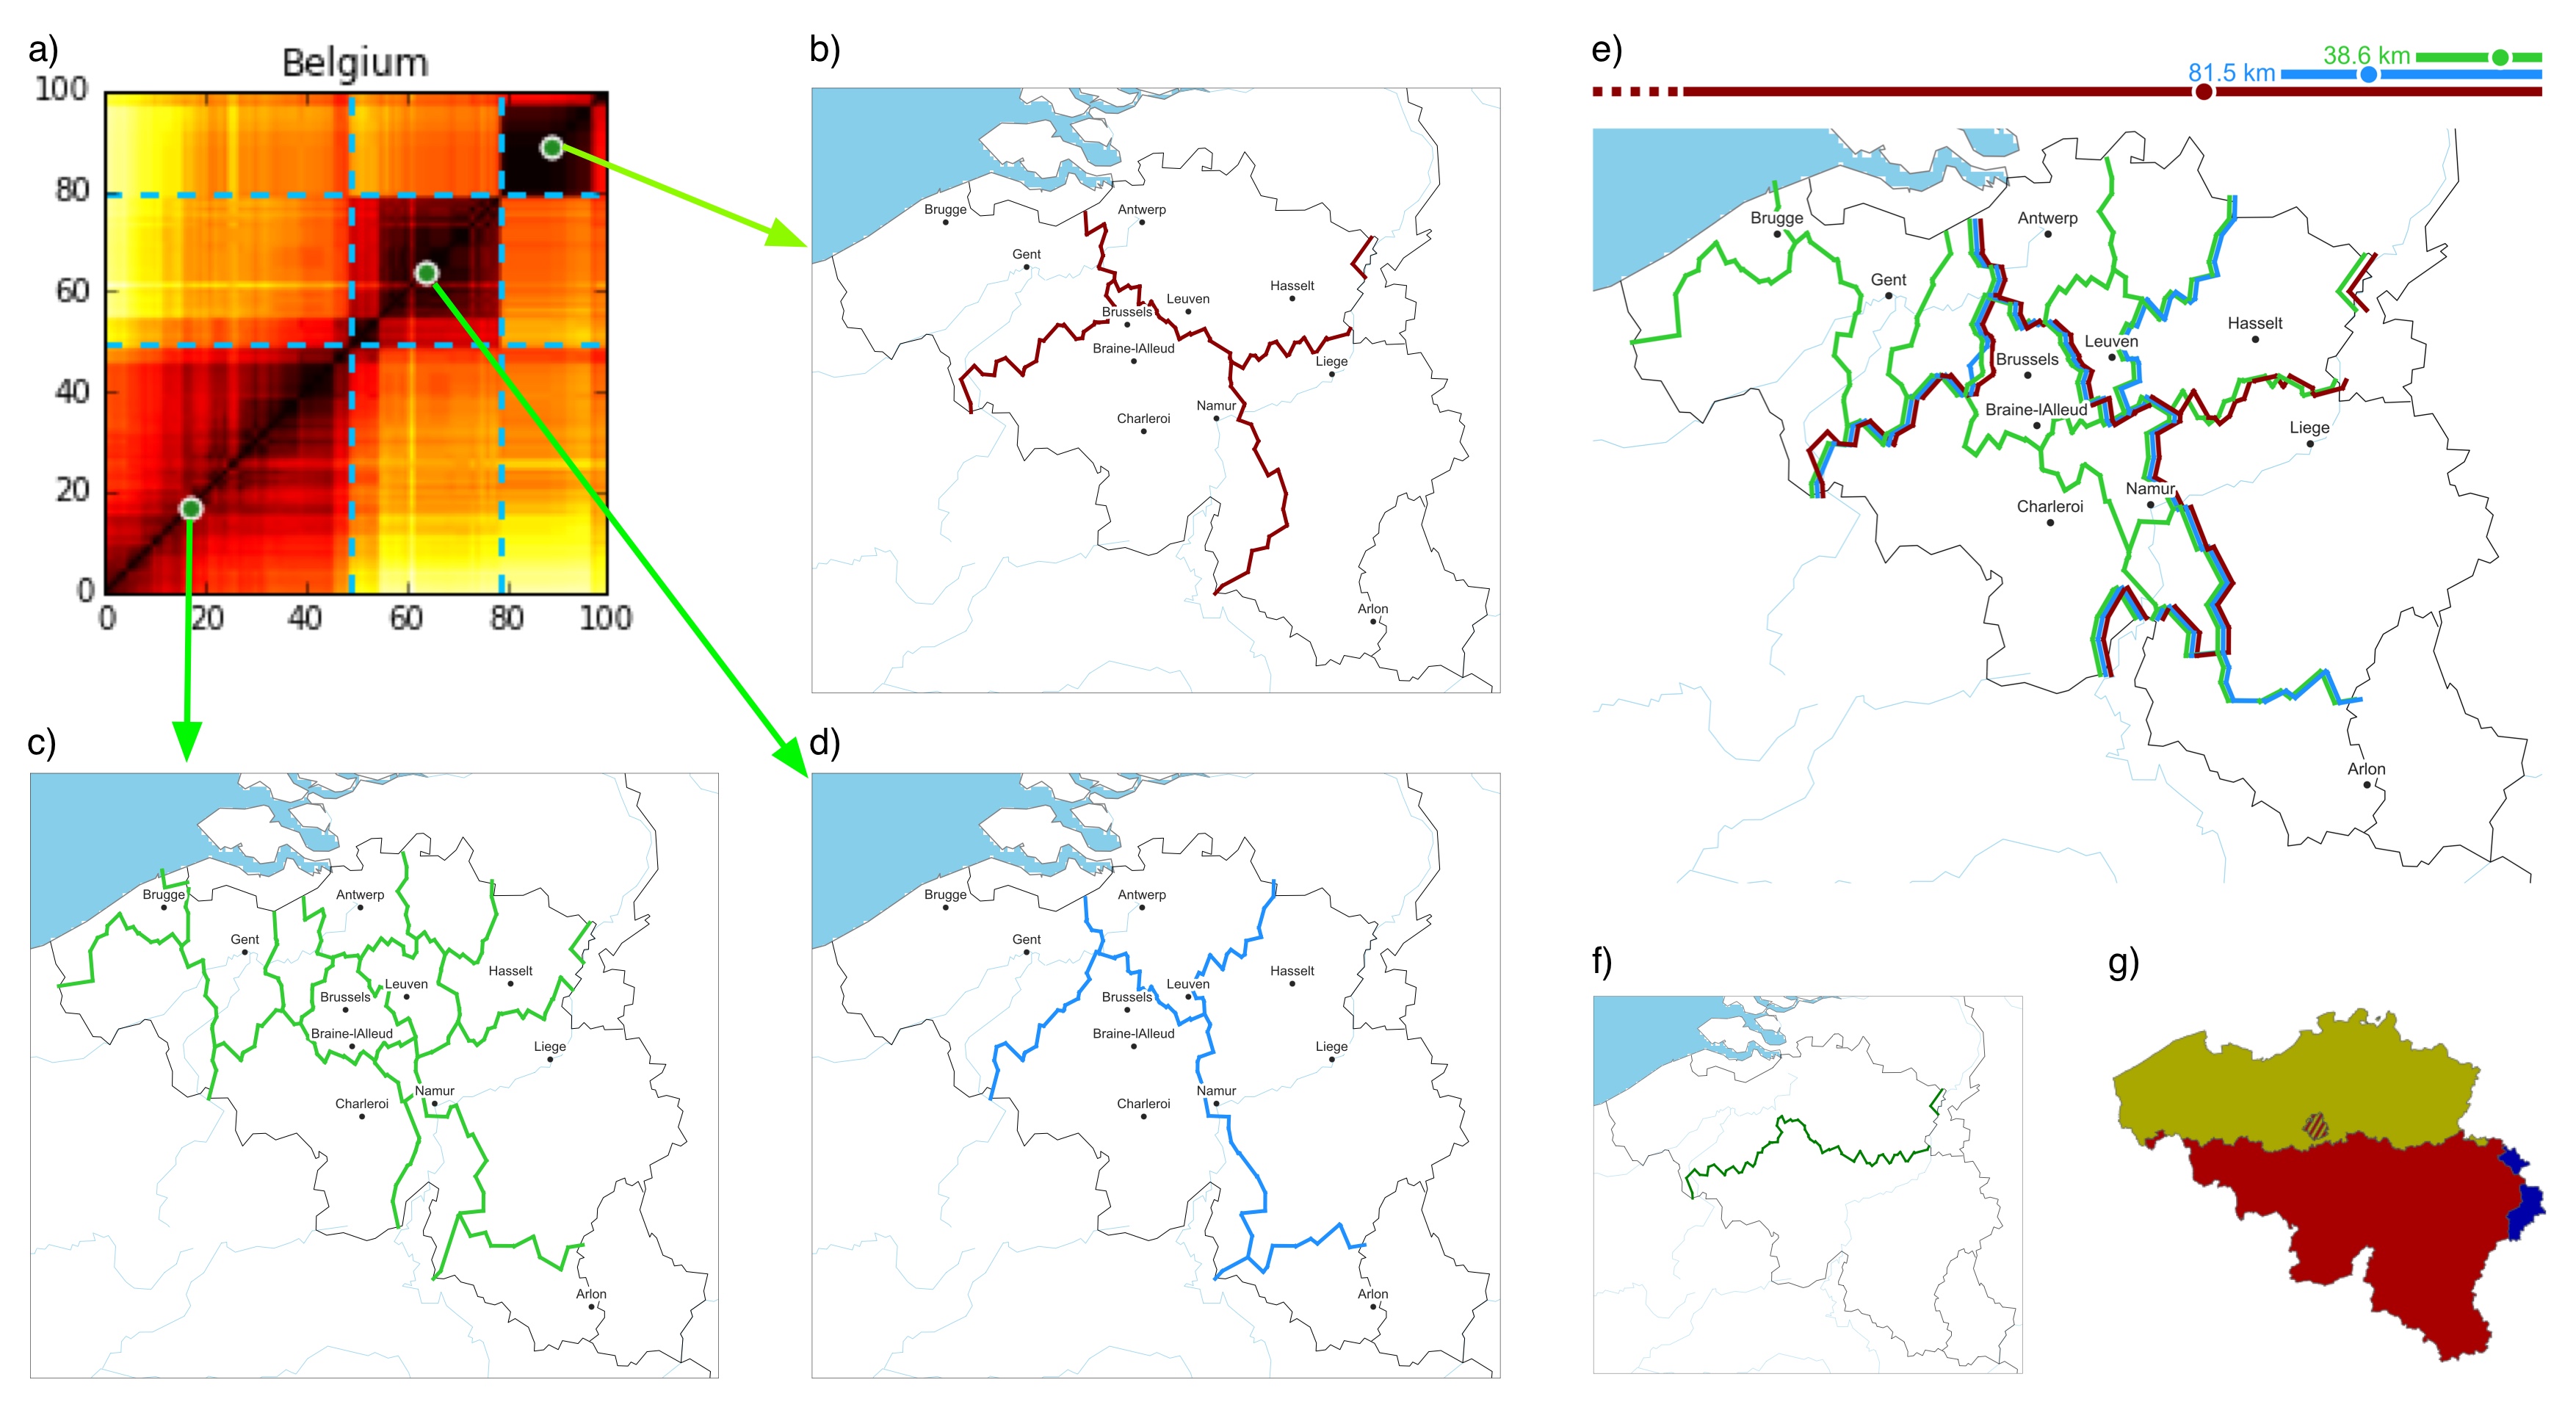 a)
Belgium
100
80
60
40
20
0
0 20 40 60 80 100
b)
Brugge
Antwerp
Gent
Hasselt
Leuven
Brussels
Braine-lAlleud
Liege
Namur
Charleroi
Arlon
c)
Brugge
Antwerp
Gent
Hasselt
Leuven
Brussels
Braine-lAlleud
Liege
Namur
Charleroi
Arlon
d)
Brugge
Antwerp
Gent
Hasselt
Leuven
Brussels
Braine-lAlleud
Liege
Namur
Charleroi
Arlon
e)
38.6 km
81.5 km
Brugge
Antwerp
Gent
Hasselt
Leuven
Brussels
Braine-lAlleud
Liege
Namur
Charleroi
Arlon
f)
g)